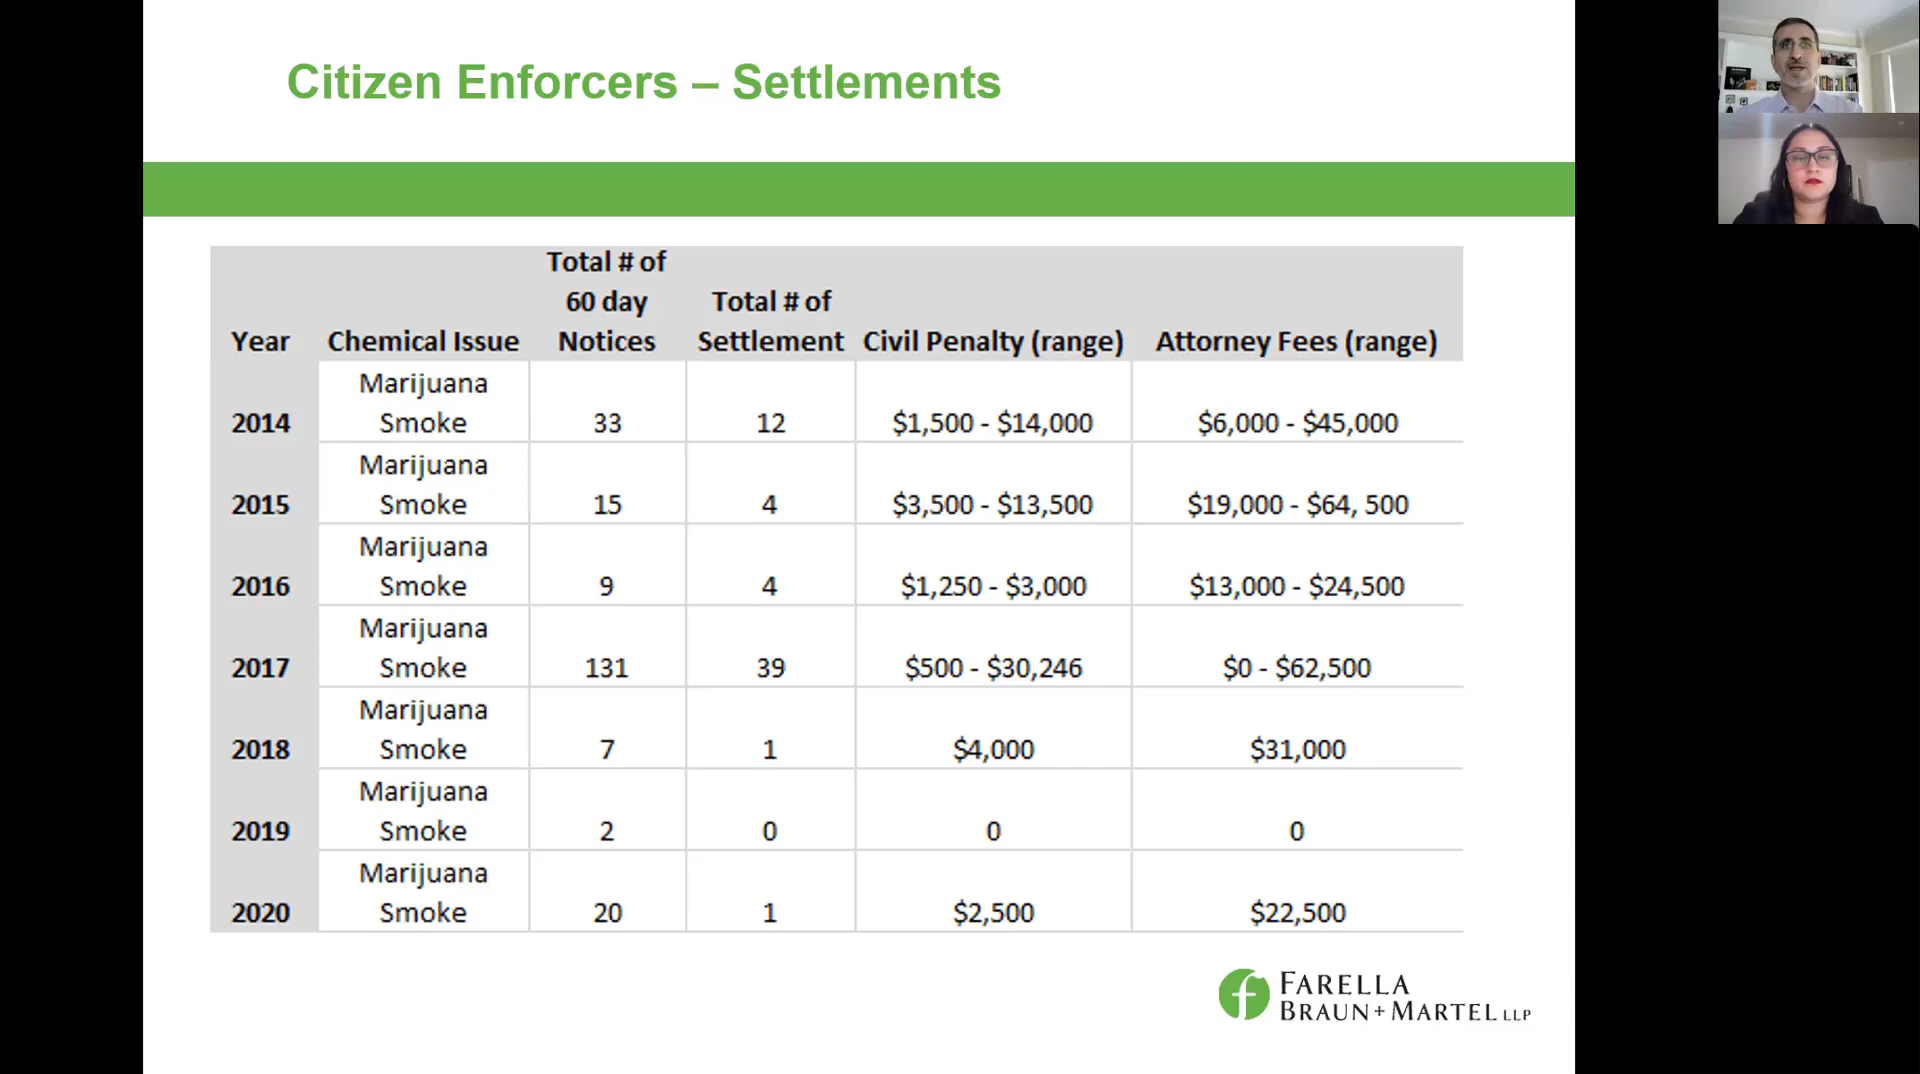 Citizen Enforcers – Settlements
Total # of
60 day
Total # of
Year Chemical Issue Notices Settlement Civil Penalty (range) Attorney Fees (range)
Marijuana
2014 Smoke 33 12 $1,500 - $14,000 $6,000 - $45,000
Marijuana
2015 Smoke 15 4 $3,500 - $13,500 $19,000 - $64, 500
Marijuana
2016 Smoke 9 4 $1,250 - $3,000 $13,000 - $24,500
Marijuana
2017 Smoke 131 39 $500 - $30,246 $0 - $62,500
Marijuana
2018 Smoke 7 1 $4,000 $31,000
Marijuana
2019 Smoke 2 0 0 0
Marijuana
2020 Smoke 20 1 $2,500 $22,500
f FARELLA
BRAUN+MARTEL LLP